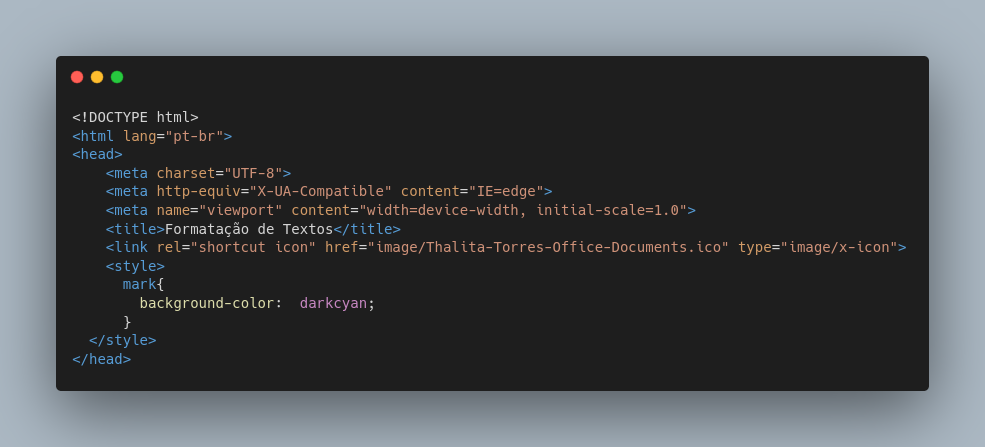 <!DOCTYPE html>
<html lang="pt-br">
<head>
    <meta charset="UTF-8">
    <meta http-equiv="X-UA-Compatible" content="IE=edge">
    <meta name="viewport" content="width=device-width, initial-scale=1.0">
    <title>Formatação de Textos</title>
    <link rel="shortcut icon" href="image/Thalita-Torres-Office-Documents.ico" type="image/x-icon">
    <style>
      mark{
        background-color:  darkcyan;
      }
  </style>
</head>